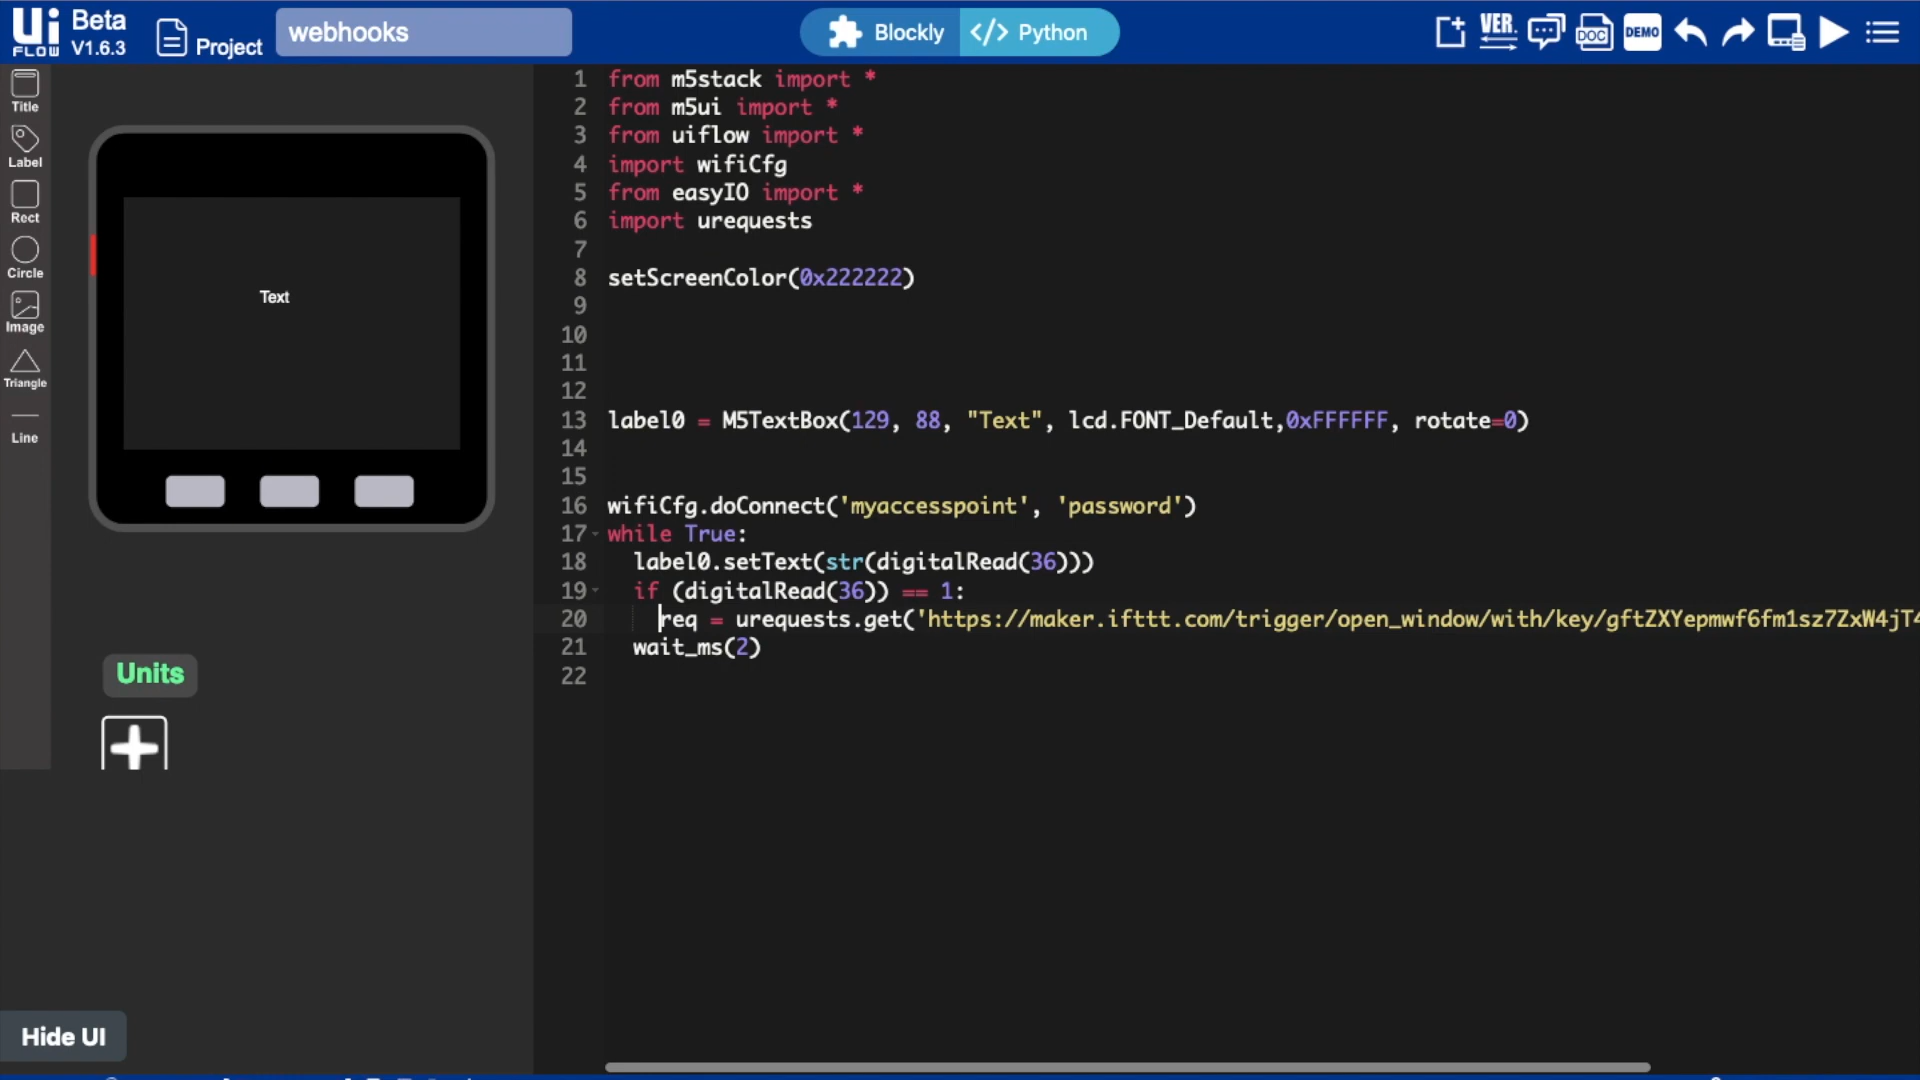 Ui FLOW Beta V1.6.3 Project webhooks Blockly </> Python VER. DOC DEMO
Title
Label
Rect
Circle
Image
Triangle
Line
Text
Units
Hide UI
1 from m5stack import *
2 from m5ui import *
3 from uiflow import *
4 import wifiCfg
5 from easyIO import *
6 import urequests
7
8 setScreenColor(0x222222)
9
10
11
12
13 label0 = M5TextBox(129, 88, "Text", lcd.FONT_Default,0xFFFFFF, rotate=0)
14
15
16 wifiCfg.doConnect('myaccesspoint', 'password')
17 while True:
18 label0.setText(str(digitalRead(36)))
19 if (digitalRead(36)) == 1:
20 req = urequests.get('https://maker.ifttt.com/trigger/open_window/with/key/gftZXYepmwf6fm1sz7ZxW4jT4
21 wait_ms(2)
22